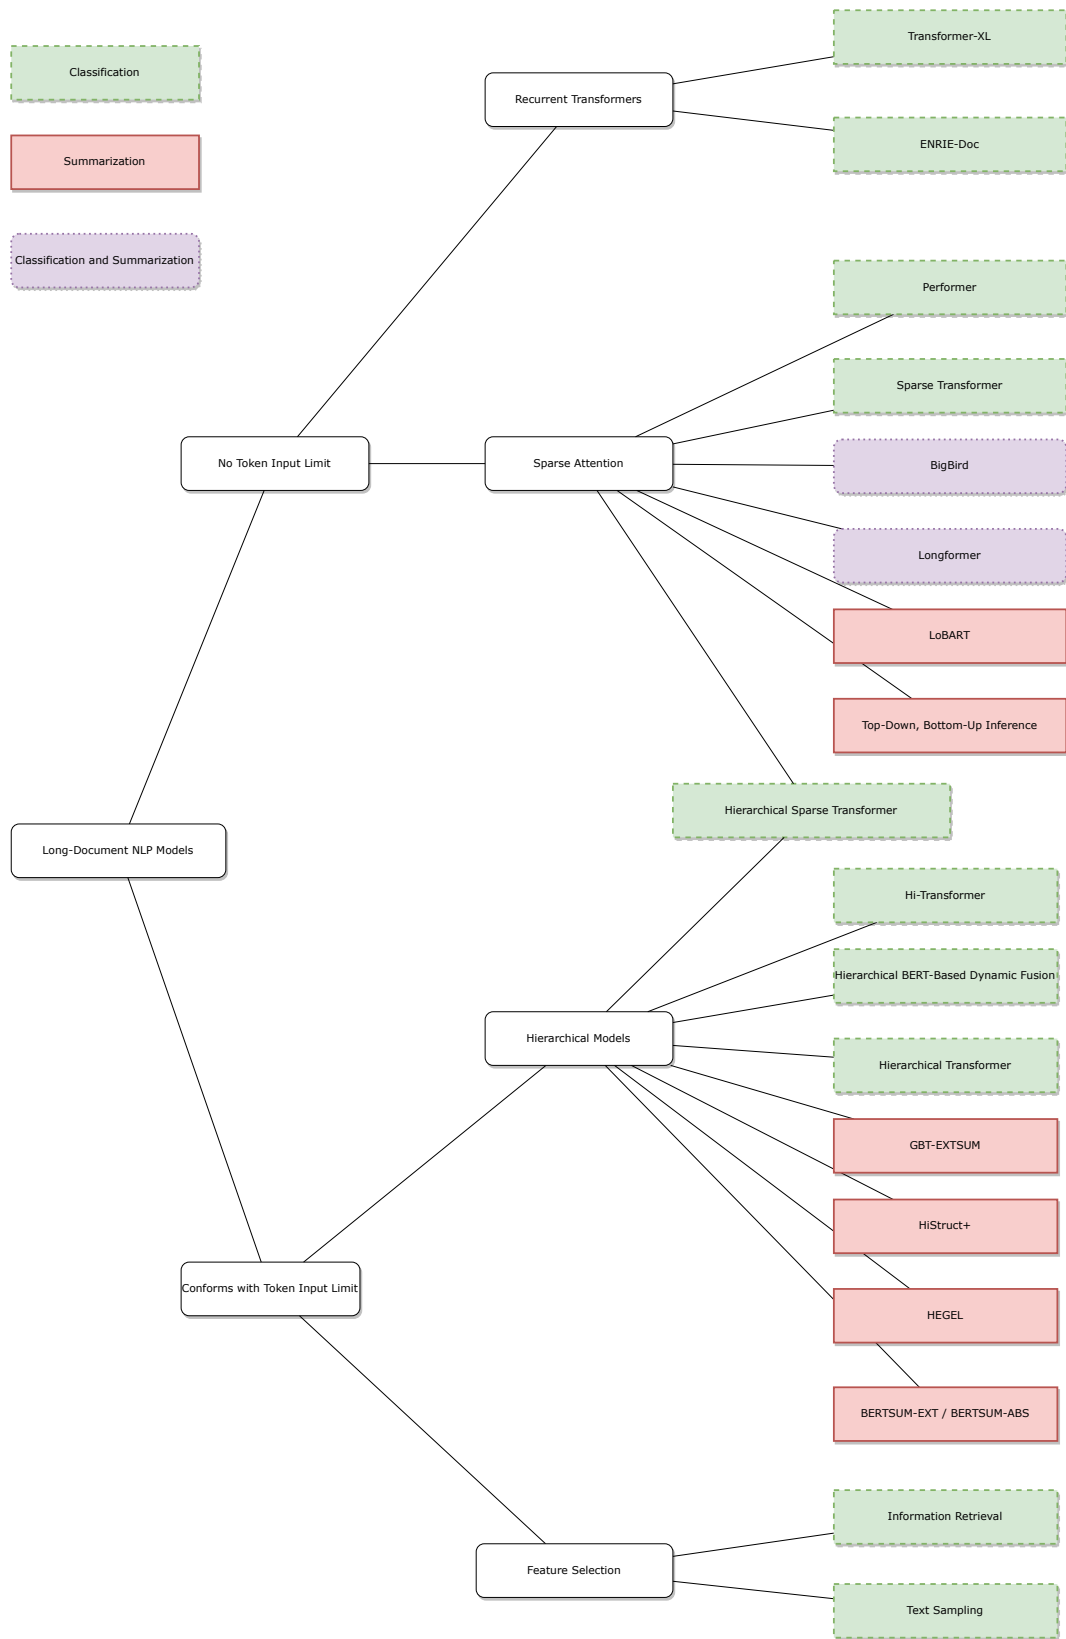 Classification
Summarization
Classification and Summarization
Long-Document NLP Models
No Token Input Limit
Recurrent Transformers
Transformer-XL
ENRIE-Doc
Sparse Attention
Performer
Sparse Transformer
BigBird
Longformer
LoBART
Top-Down, Bottom-Up Inference
Hierarchical Sparse Transformer
Conforms with Token Input Limit
Hierarchical Models
Hi-Transformer
Hierarchical BERT-Based Dynamic Fusion
Hierarchical Transformer
GBT-EXTSUM
HiStruct+
HEGEL
BERTSUM-EXT / BERTSUM-ABS
Feature Selection
Information Retrieval
Text Sampling